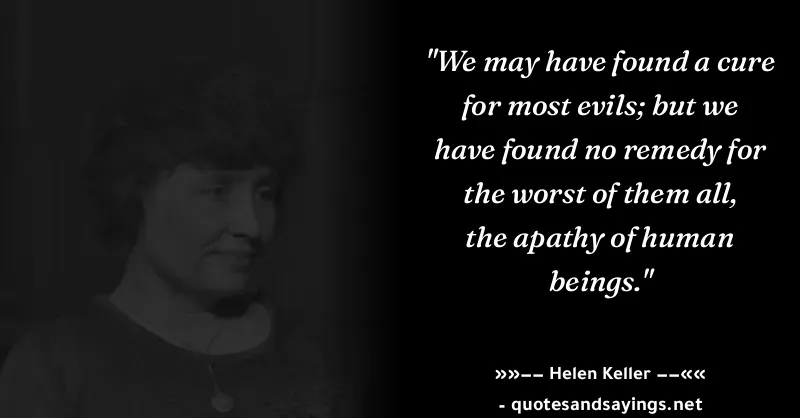 "We may have found a cure
for most evils; but we
have found no remedy for
the worst of them all,
the apathy of human
beings."
»»−− Helen Keller −−««
- quotesandsayings.net